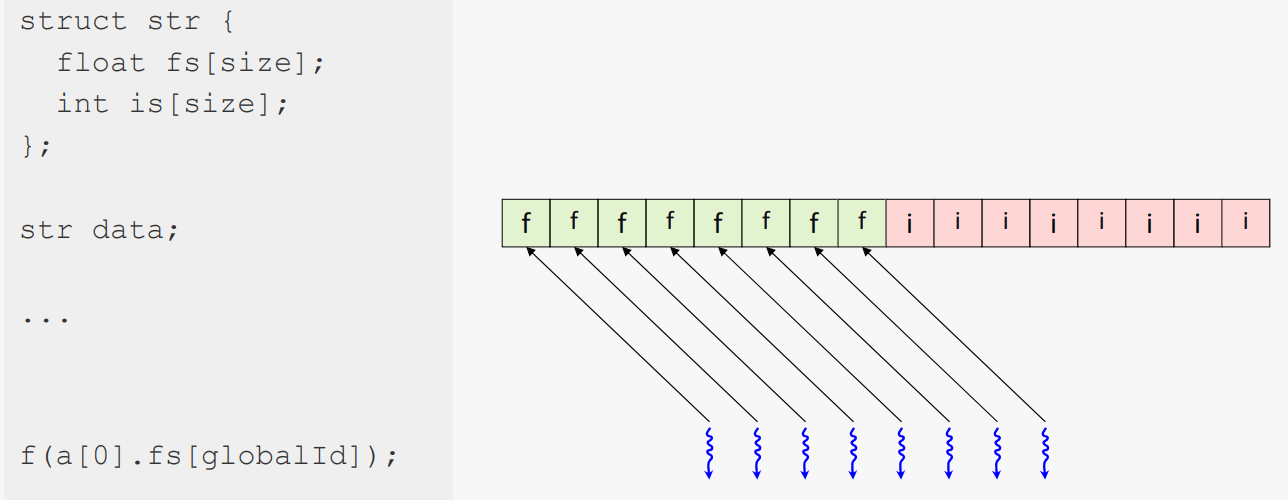 struct str {
float fs[size];
int is[size];
};
str data;
...
f(a[0].fs[globalId]);
f f f f f f f f i i i i i i i i